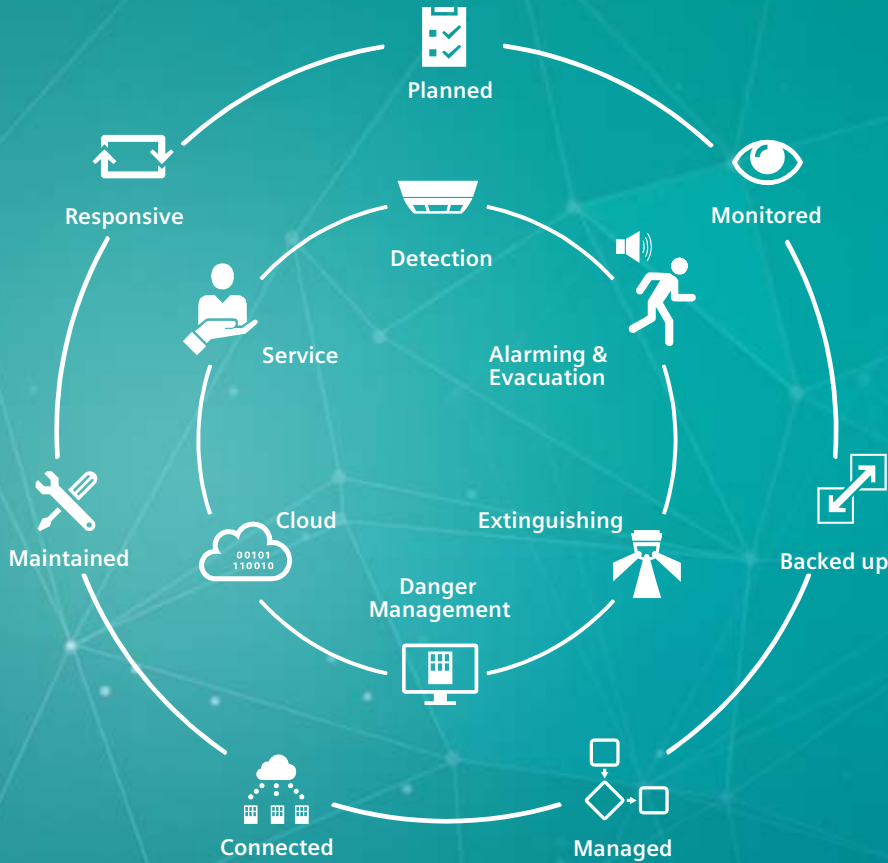 Planned
Responsive
Monitored
Detection
Service
Alarming &
Evacuation
Cloud
00101
110010
Extinguishing
Maintained
Backed up
Danger
Management
Connected
Managed